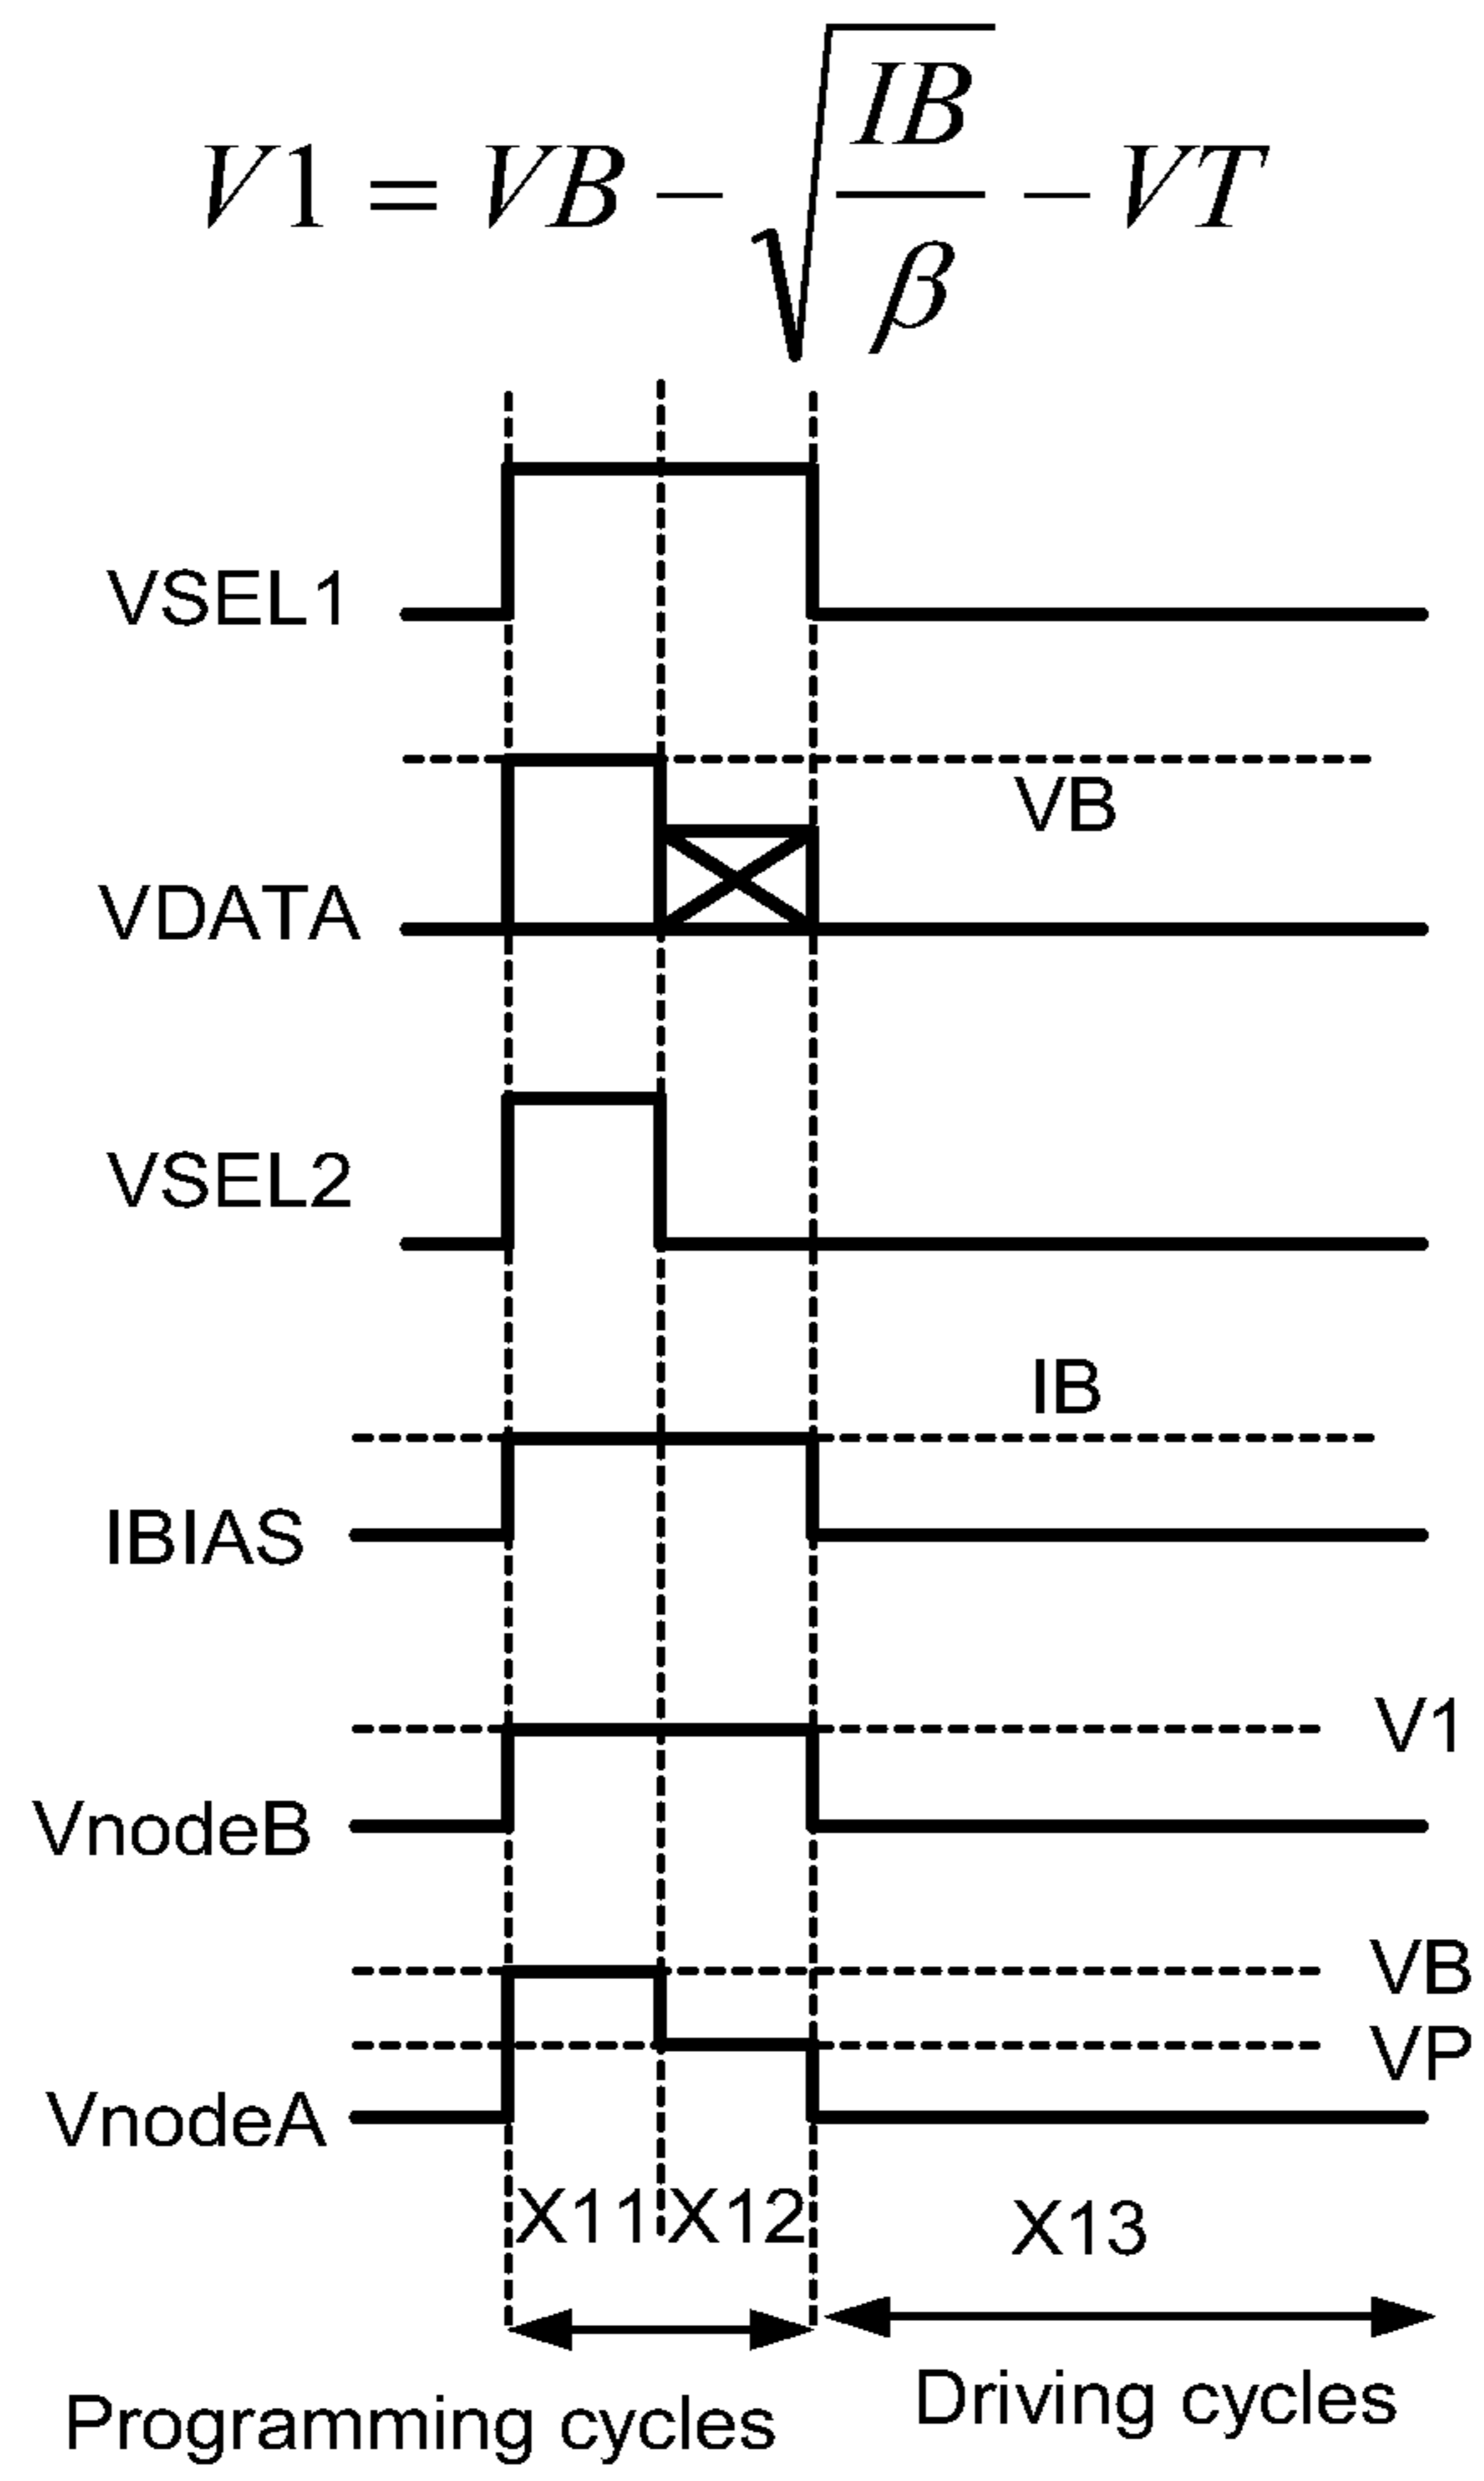 V1 = VB − √(IB/β) − VT
VSEL1
VB
VDATA
VSEL2
IB
IBIAS
V1
VnodeB
VB
VP
VnodeA
X11 X12 X13
Programming cycles Driving cycles